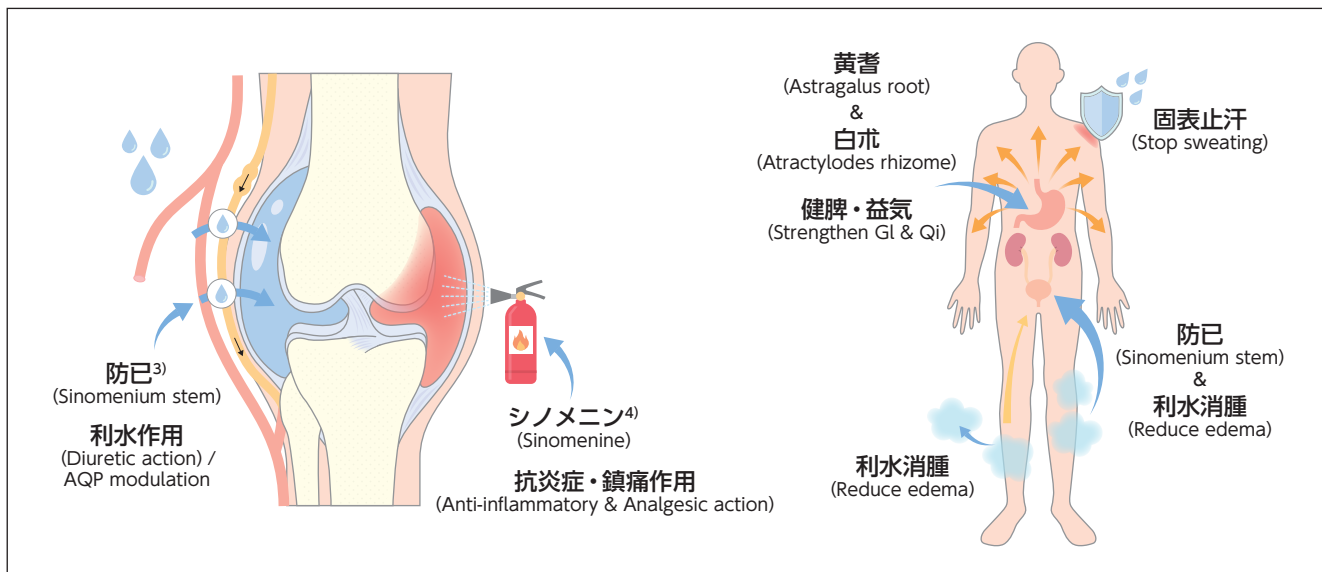 防已3)
(Sinomenium stem)
利水作用
(Diuretic action) /
AQP modulation
シノメニン4)
(Sinomenine)
抗炎症・鎮痛作用
(Anti-inflammatory & Analgesic action)
黄耆
(Astragalus root)
&
白朮
(Atractylodes rhizome)
健脾・益気
(Strengthen GI & Qi)
固表止汗
(Stop sweating)
防已
(Sinomenium stem)
&
利水消腫
(Reduce edema)
利水消腫
(Reduce edema)